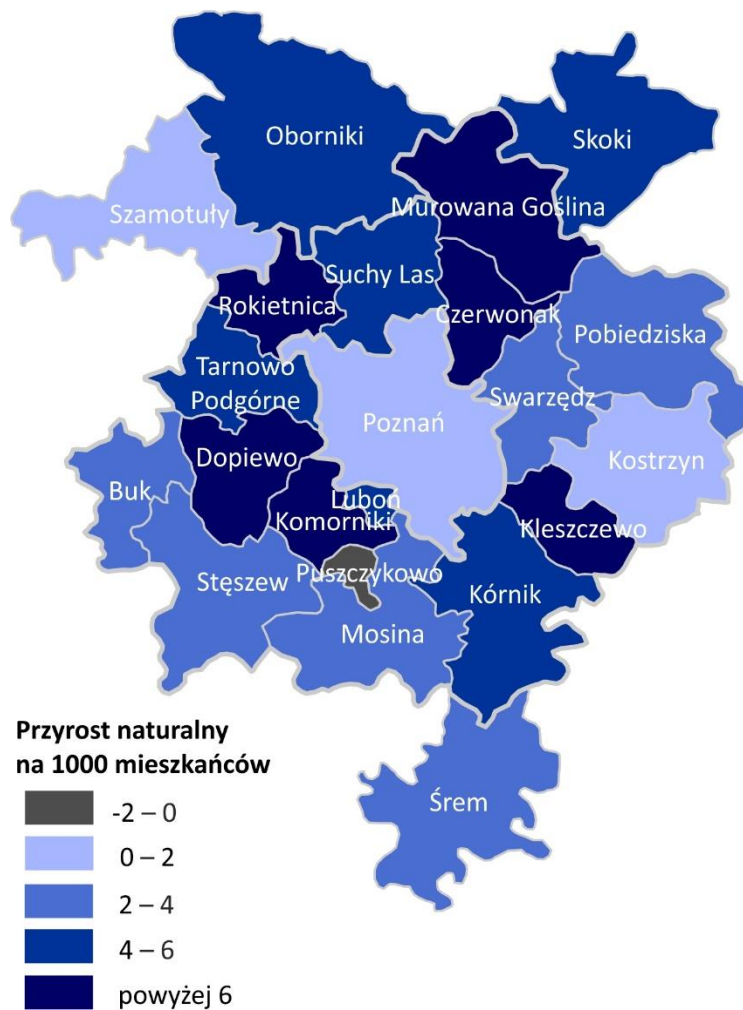 Oborniki
Skoki
Szamotuły
Murowana Goślina
Suchy Las
Rokietnica
Czerwonak
Pobiedziska
Tarnowo
Podgórne
Swarzędz
Poznań
Dopiewo
Kostrzyn
Buk
Luboń
Komorniki
Kleszczewo
Puszczykowo
Stęszew
Kórnik
Mosina
Śrem
Przyrost naturalny
na 1000 mieszkańców
-2 – 0
0 – 2
2 – 4
4 – 6
powyżej 6